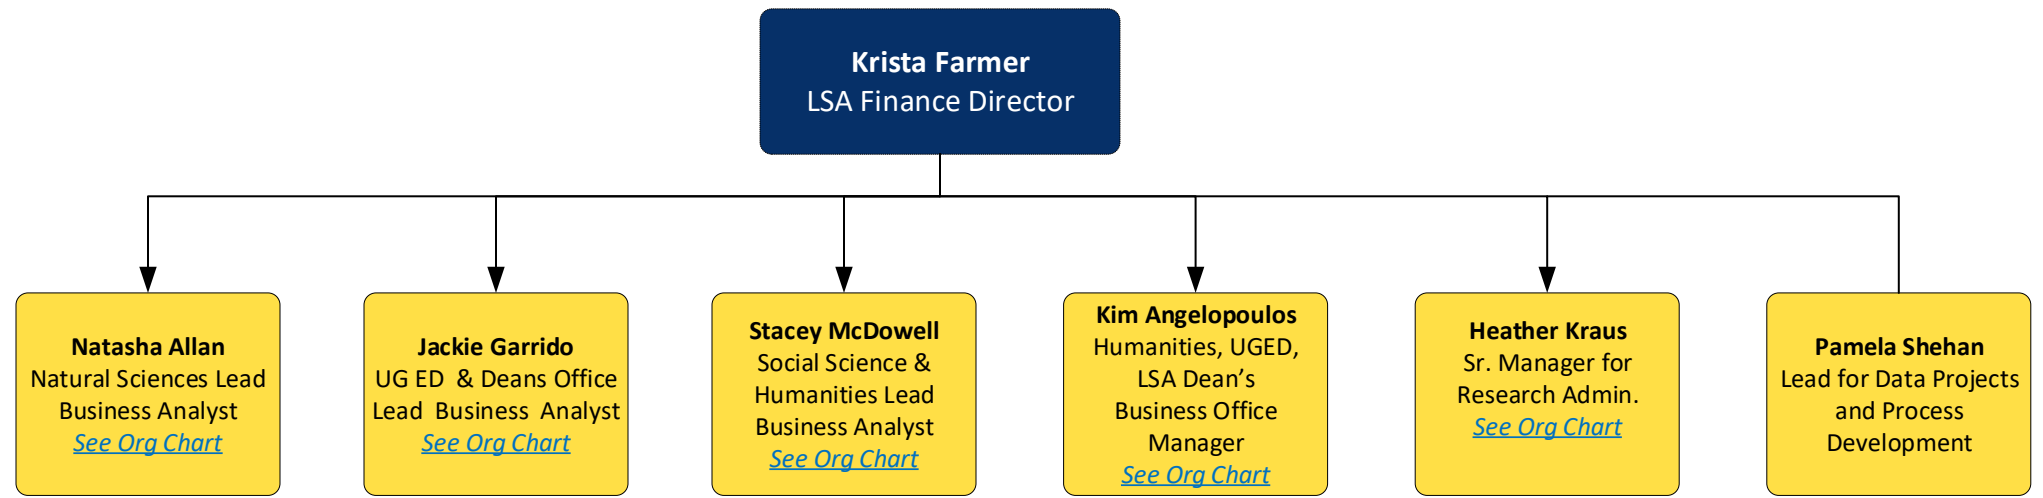 Krista Farmer
LSA Finance Director
Natasha Allan
Natural Sciences Lead
Business Analyst
See Org Chart
Jackie Garrido
UG ED & Deans Office
Lead Business Analyst
See Org Chart
Stacey McDowell
Social Science &
Humanities Lead
Business Analyst
See Org Chart
Kim Angelopoulos
Humanities, UGED,
LSA Dean’s
Business Office
Manager
See Org Chart
Heather Kraus
Sr. Manager for
Research Admin.
See Org Chart
Pamela Shehan
Lead for Data Projects
and Process
Development